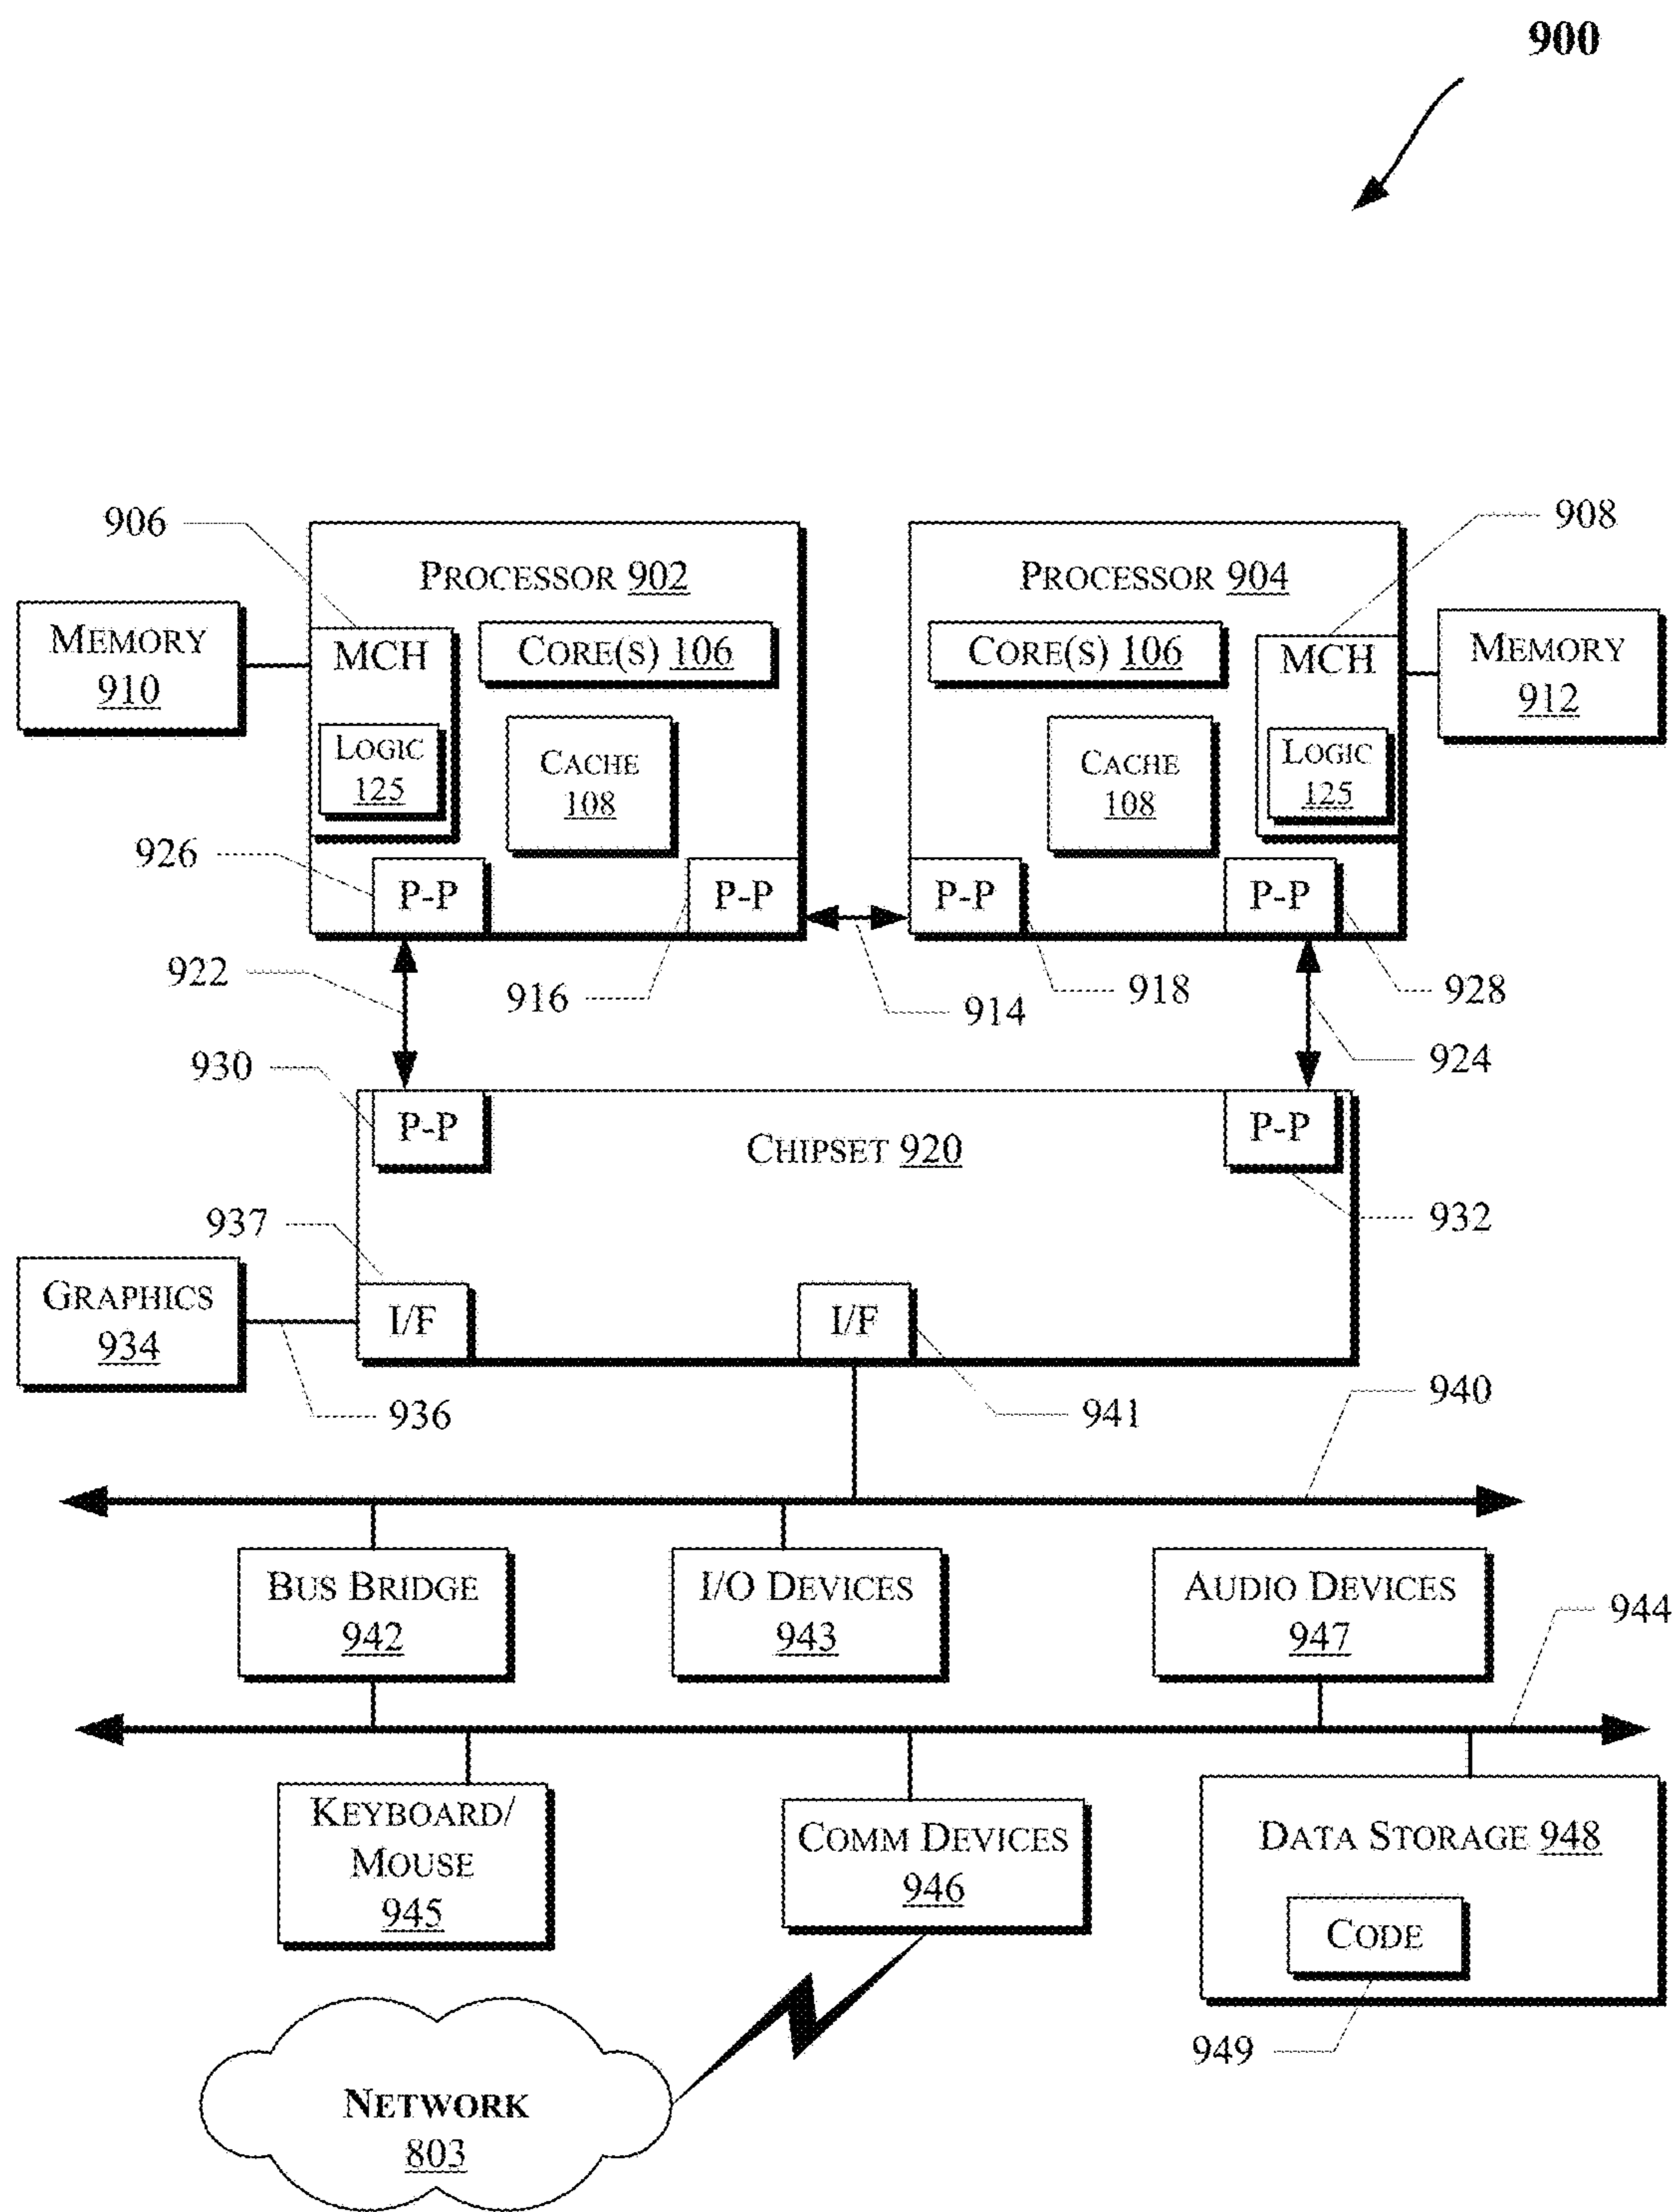 900
906
908
PROCESSOR 902
PROCESSOR 904
MEMORY
910
MCH
CORE(S) 106
CORE(S) 106
MCH
MEMORY
912
LOGIC
125
CACHE
108
CACHE
108
LOGIC
125
926
P-P
P-P
P-P
P-P
922
916
914
918
928
930
924
P-P
CHIPSET 920
P-P
937
932
GRAPHICS
934
I/F
I/F
936
941
940
BUS BRIDGE
942
I/O DEVICES
943
AUDIO DEVICES
947
944
KEYBOARD/
MOUSE
945
COMM DEVICES
946
DATA STORAGE 948
CODE
949
NETWORK
803